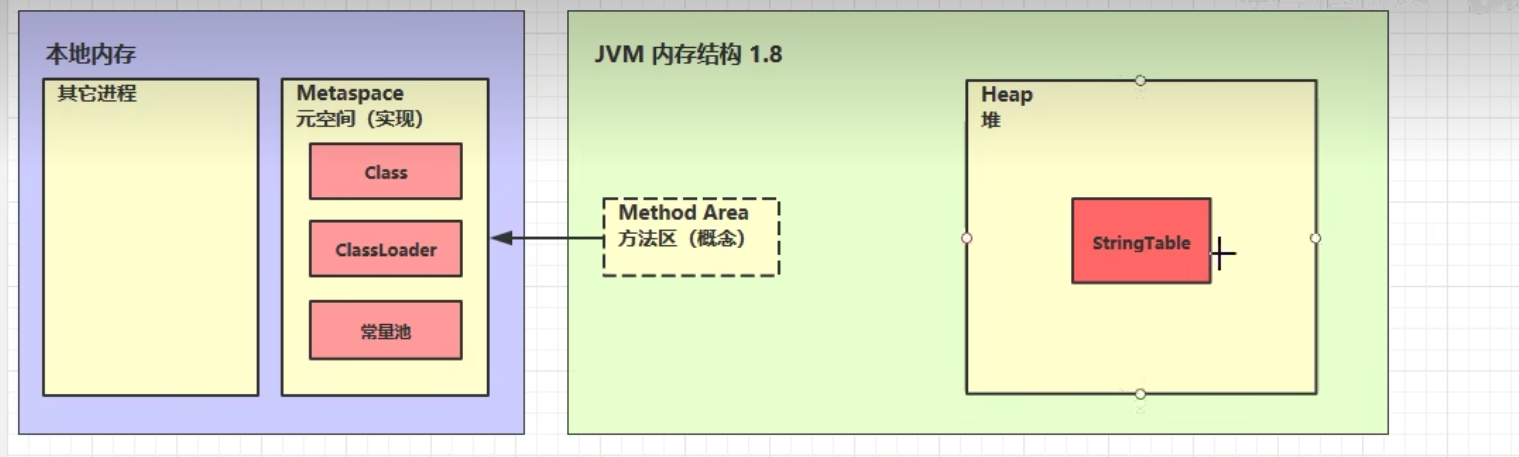 本地内存
其它进程
Metaspace
元空间（实现）
Class
ClassLoader
常量池
JVM 内存结构 1.8
Method Area
方法区（概念）
Heap
堆
StringTable